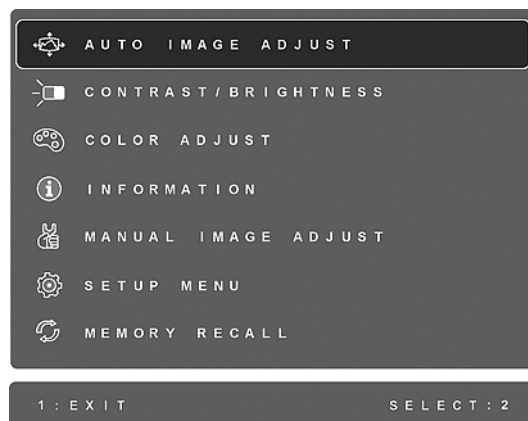 AUTO IMAGE ADJUST
CONTRAST/BRIGHTNESS
COLOR ADJUST
INFORMATION
MANUAL IMAGE ADJUST
SETUP MENU
MEMORY RECALL
1:EXIT SELECT:2